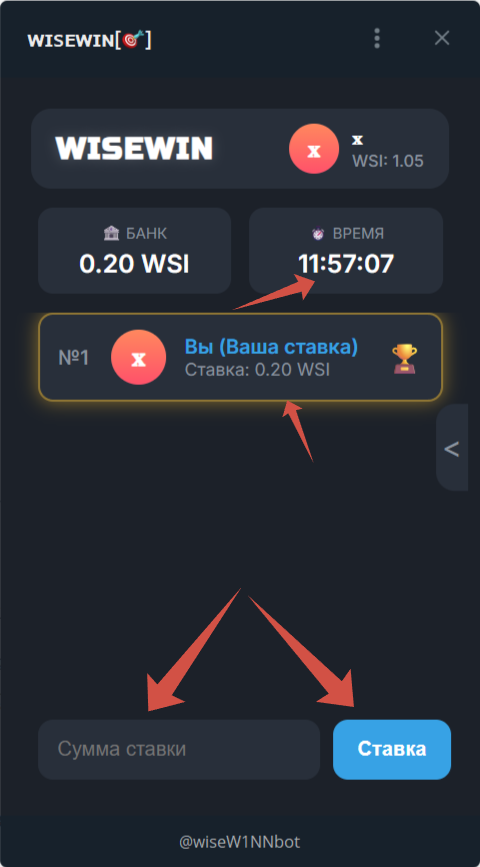 WISEWIN[🎯]
WISEWIN
x
x
WSI: 1.05
🏦 БАНК
0.20 WSI
⏰ ВРЕМЯ
11:57:07
№1
x
Вы (Ваша ставка)
Ставка: 0.20 WSI
<
Сумма ставки
Ставка
@wiseW1NNbot